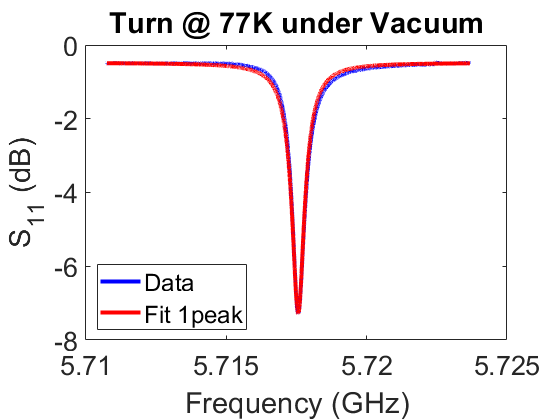 Turn @ 77K under Vacuum
0
-2
-4
-6
-8
S11 (dB)
Data
Fit 1peak
5.71
5.715
5.72
5.725
Frequency (GHz)